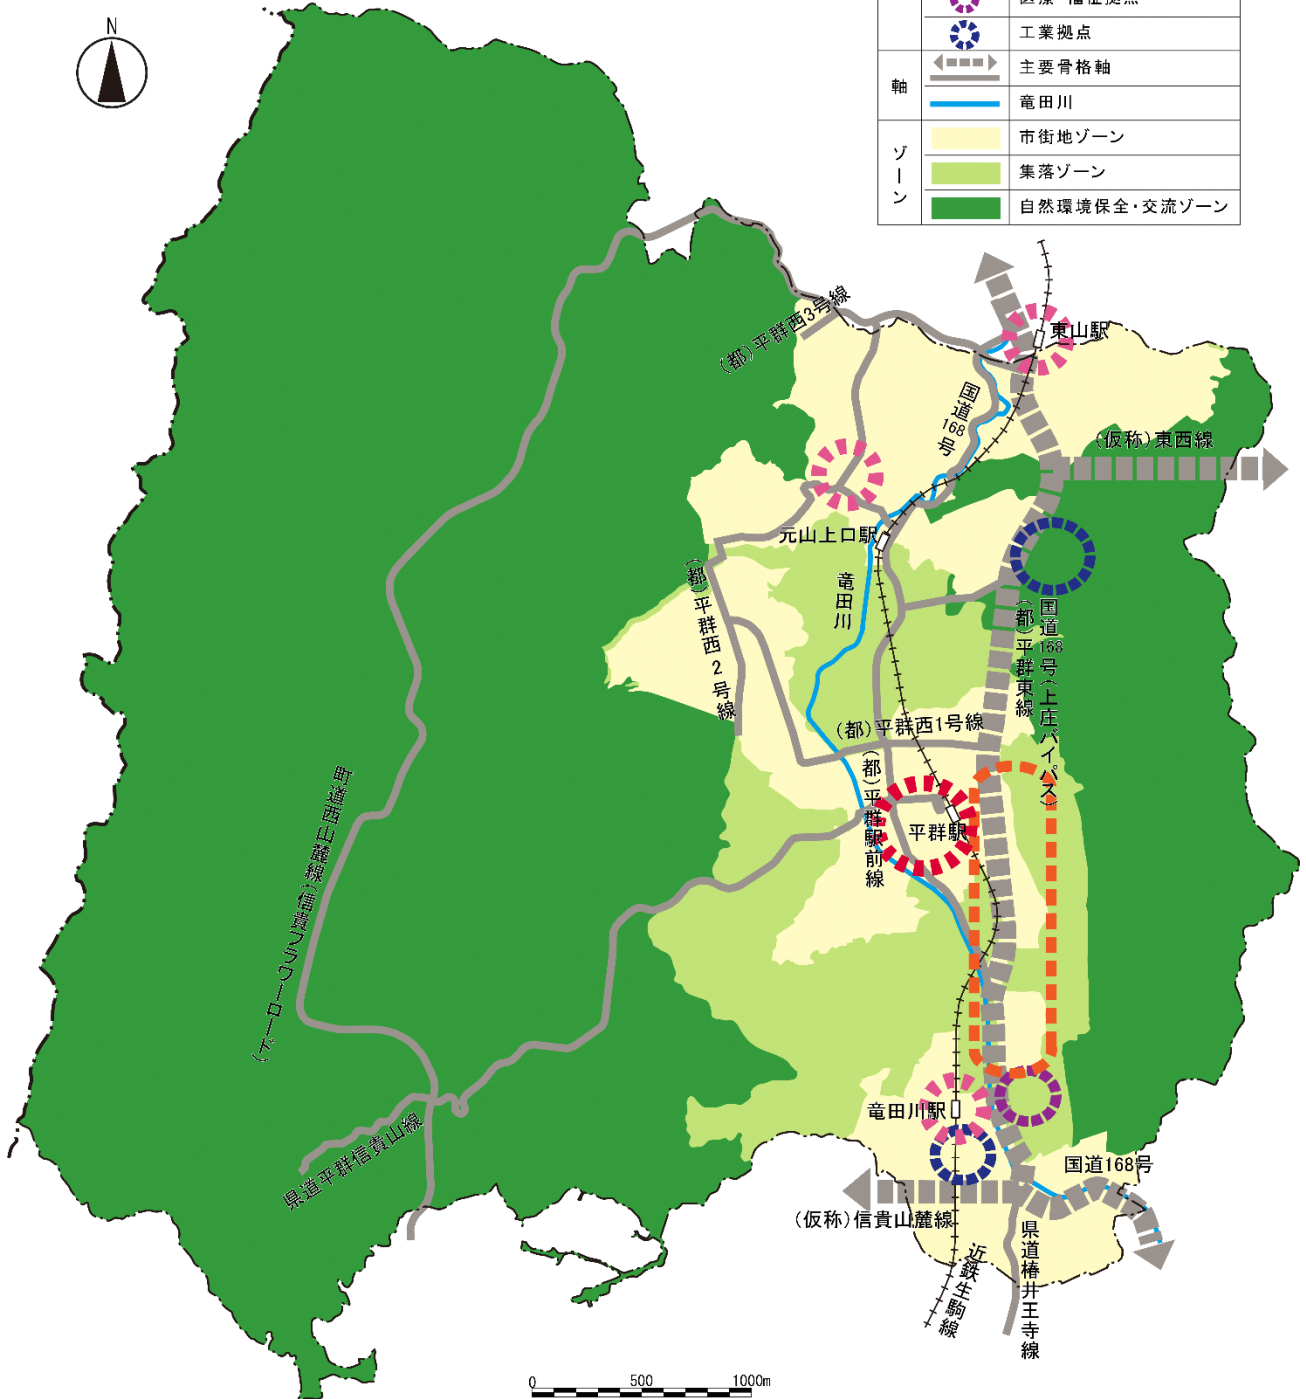 N
医療・福祉拠点
工業拠点
軸
主要骨格軸
竜田川
ゾーン
市街地ゾーン
集落ゾーン
自然環境保全・交流ゾーン
(都)平群西3号線
東山駅
国道168号
(仮称)東西線
元山上口駅
竜田川
(都)平群西2号線
国道168号(上庄バイパス)
(都)平群東線
(都)平群西1号線
(都)平群駅前線
平群駅
町道西山麓線(信貴フラワーロード)
県道平群信貴山線
竜田川駅
国道168号
(仮称)信貴山麓線
近鉄生駒線
県道椿井王寺線
0 500 1000m